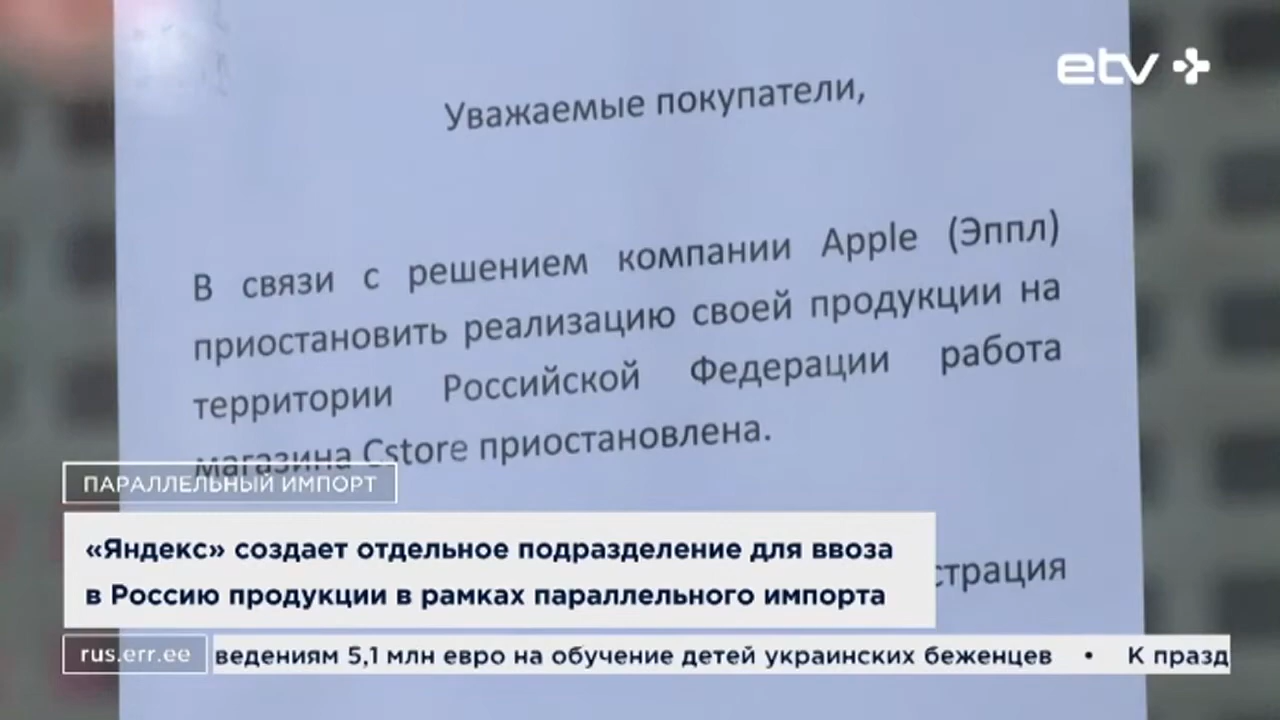 etv+
Уважаемые покупатели,
В связи с решением компании Apple (Эппл)
приостановить реализацию своей продукции на
территории Российской Федерации работа
магазина Cstore приостановлена.
ПАРАЛЛЕЛЬНЫЙ ИМПОРТ
«Яндекс» создает отдельное подразделение для ввоза
в Россию продукции в рамках параллельного импорта
страция
rus.err.ee
ведениям 5,1 млн евро на обучение детей украинских беженцев • К празд